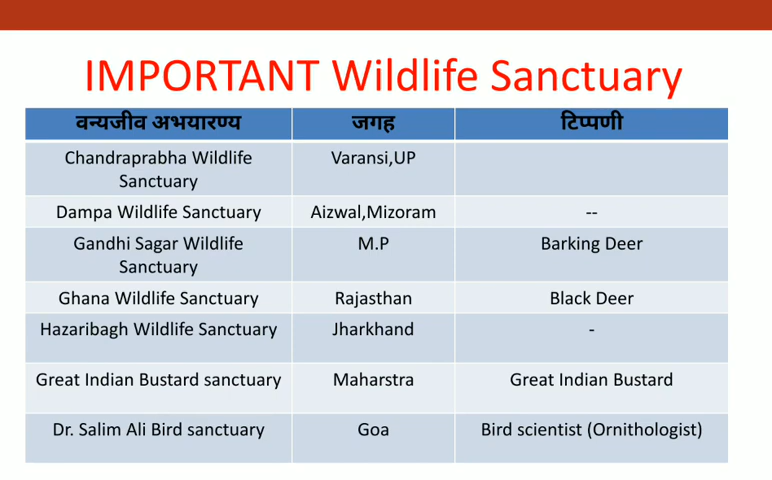 IMPORTANT Wildlife Sanctuary
वन्यजीव अभयारण्य जगह टिप्पणी
Chandraprabha Wildlife Varansi,UP
Sanctuary
Dampa Wildlife Sanctuary Aizwal,Mizoram --
Gandhi Sagar Wildlife M.P Barking Deer
Sanctuary
Ghana Wildlife Sanctuary Rajasthan Black Deer
Hazaribagh Wildlife Sanctuary Jharkhand -
Great Indian Bustard sanctuary Maharstra Great Indian Bustard
Dr. Salim Ali Bird sanctuary Goa Bird scientist (Ornithologist)